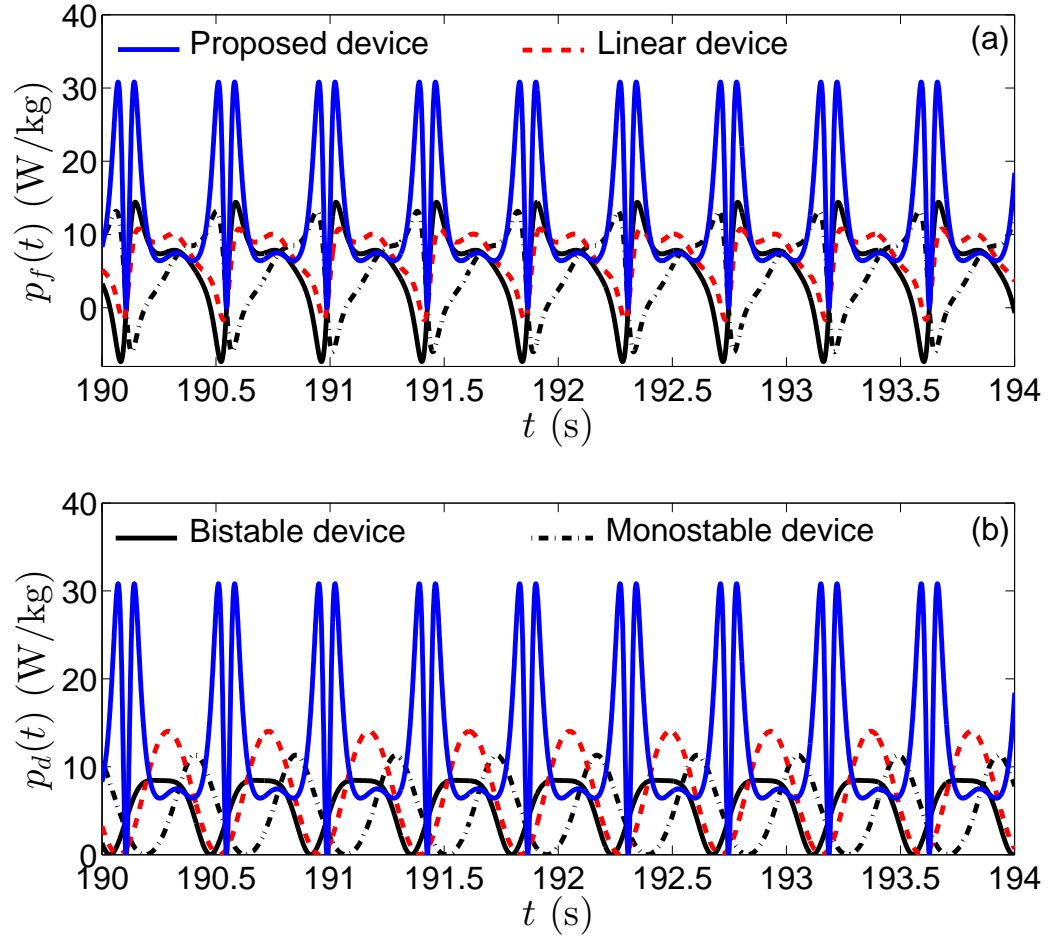 40
30
20
10
0
Proposed device
Linear device
(a)
p_f(t) (W/kg)
190 190.5 191 191.5 192 192.5 193 193.5 194
t (s)
40
30
20
10
0
Bistable device
Monostable device
(b)
p_d(t) (W/kg)
190 190.5 191 191.5 192 192.5 193 193.5 194
t (s)